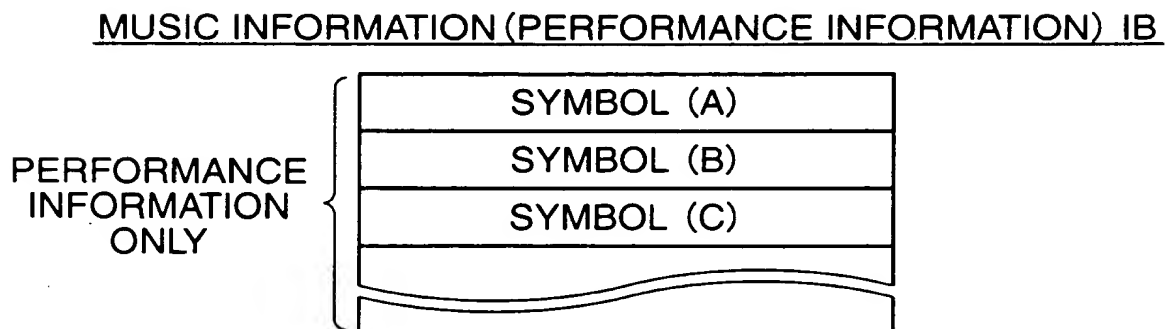 MUSIC INFORMATION (PERFORMANCE INFORMATION) IB
SYMBOL (A)
SYMBOL (B)
SYMBOL (C)
PERFORMANCE
INFORMATION
ONLY